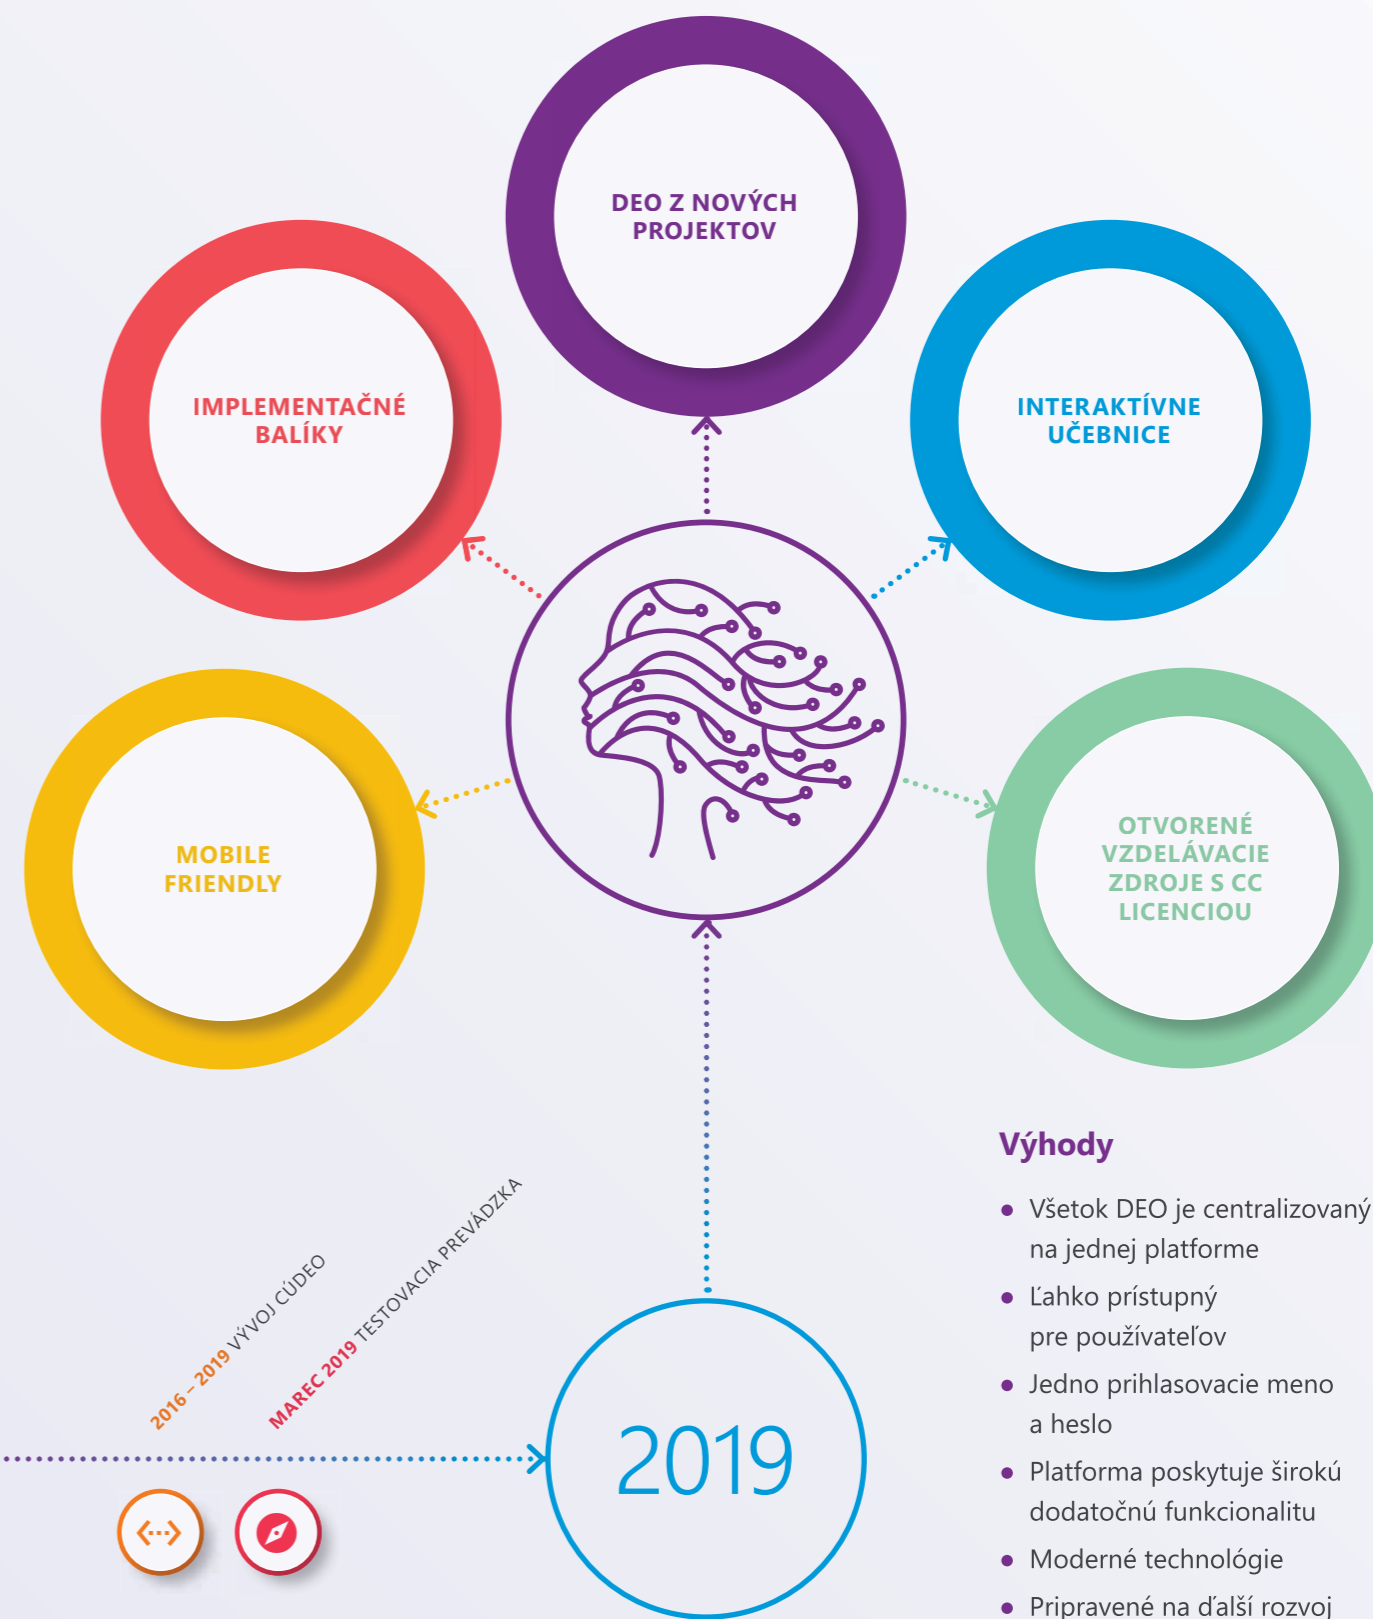 DEO Z NOVÝCH
PROJEKTOV
IMPLEMENTAČNÉ
BALÍKY
INTERAKTÍVNE
UČEBNICE
MOBILE
FRIENDLY
OTVORENÉ
VZDELÁVACIE
ZDROJE S CC
LICENCIOU
2016 – 2019 VÝVOJ CÚDEO
MAREC 2019 TESTOVACIA PREVÁDZKA
2019
Výhody
• Všetok DEO je centralizovaný
na jednej platforme
• Ľahko prístupný
pre používateľov
• Jedno prihlasovacie meno
a heslo
• Platforma poskytuje širokú
dodatočnú funkcionalitu
• Moderné technológie
• Pripravené na ďalší rozvoj